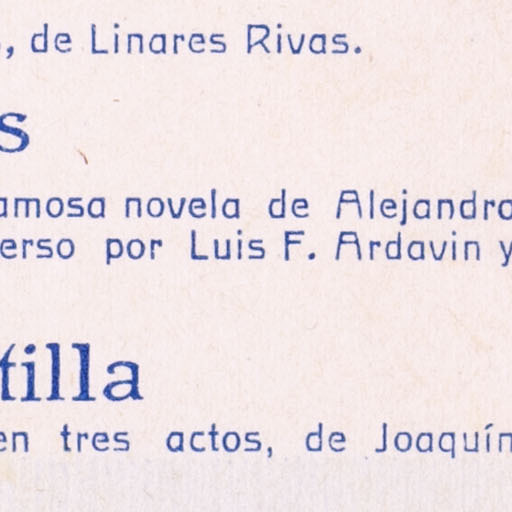 , de Linares Rivas.
s
amosa novela de Alejandro
erso por Luis F. Ardavin y
tilla
en tres actos, de Joaquín